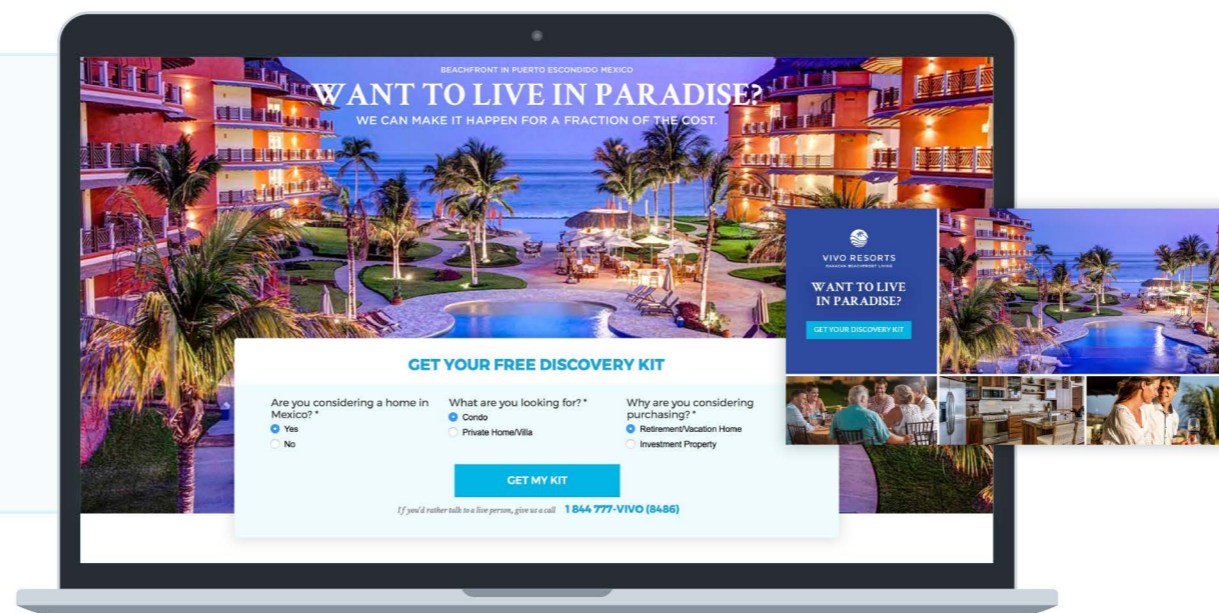 BEACHFRONT IN PUERTO ESCONDIDO MEXICO
WANT TO LIVE IN PARADISE?
WE CAN MAKE IT HAPPEN FOR A FRACTION OF THE COST.
GET YOUR FREE DISCOVERY KIT
Are you considering a home in
Mexico? *
Yes
No
What are you looking for? *
Condo
Private Home/Villa
Why are you considering
purchasing? *
Retirement/Vacation Home
Investment Property
GET MY KIT
If you'd rather talk to a live person, give us a call 1 844 777-VIVO (8486)
VIVO RESORTS
OAXACAN BEACHFRONT LIVING
WANT TO LIVE
IN PARADISE?
GET YOUR DISCOVERY KIT